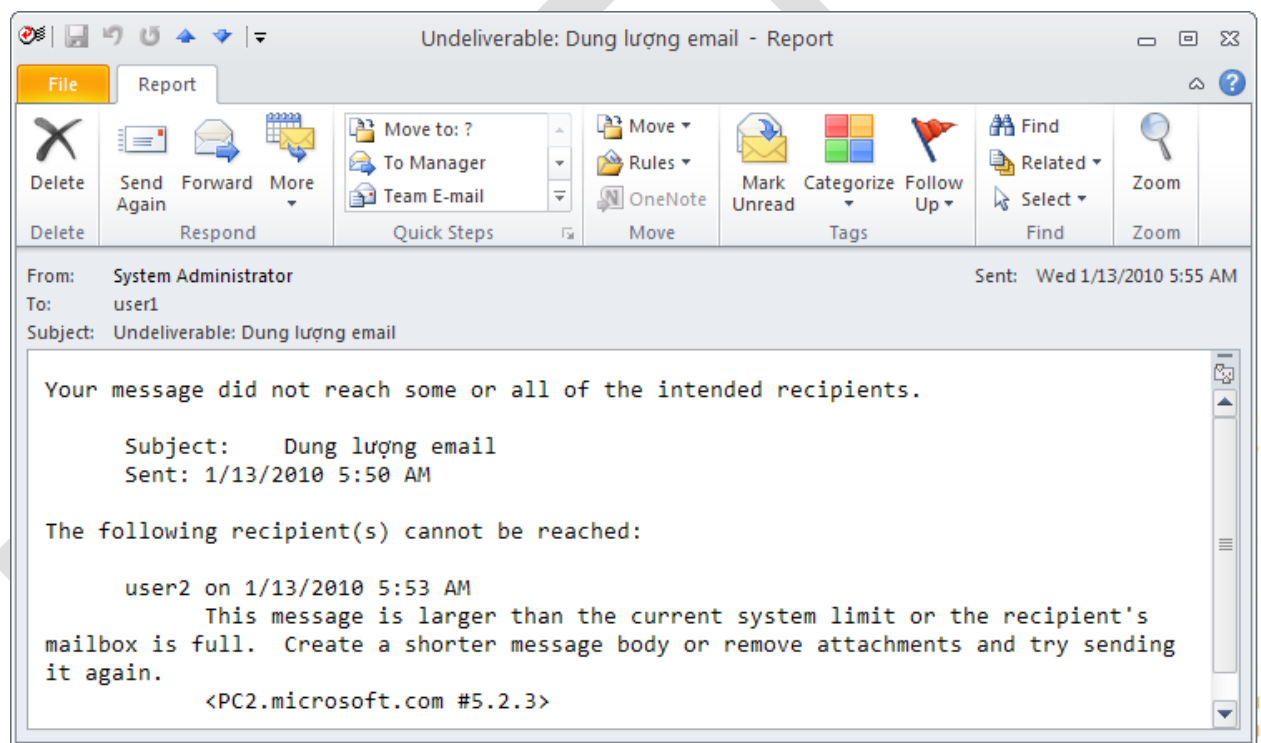 Undeliverable: Dung lượng email - Report
File Report
Delete
Send Again
Forward
More
Move to: ?
To Manager
Team E-mail
Move
Rules
OneNote
Mark Unread
Categorize
Follow Up
Find
Related
Select
Zoom
Delete Respond Quick Steps Move Tags Find Zoom
From: System Administrator Sent: Wed 1/13/2010 5:55 AM
To: user1
Subject: Undeliverable: Dung lượng email
Your message did not reach some or all of the intended recipients.
Subject: Dung lượng email
Sent: 1/13/2010 5:50 AM
The following recipient(s) cannot be reached:
user2 on 1/13/2010 5:53 AM
This message is larger than the current system limit or the recipient's
mailbox is full. Create a shorter message body or remove attachments and try sending
it again.
<PC2.microsoft.com #5.2.3>